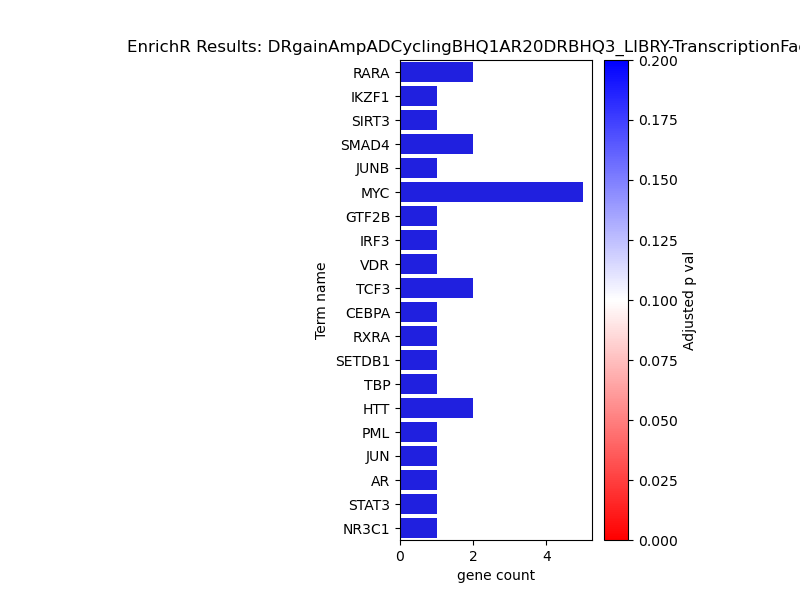 EnrichR Results: DRgainAmpADCyclingBHQ1AR20DRBHQ3_LIBRY-TranscriptionFa
RARA
IKZF1
SIRT3
SMAD4
JUNB
MYC
GTF2B
IRF3
VDR
TCF3
CEBPA
RXRA
SETDB1
TBP
HTT
PML
JUN
AR
STAT3
NR3C1
Term name
0
2
4
gene count
0.200
0.175
0.150
0.125
0.100
0.075
0.050
0.025
0.000
Adjusted p val